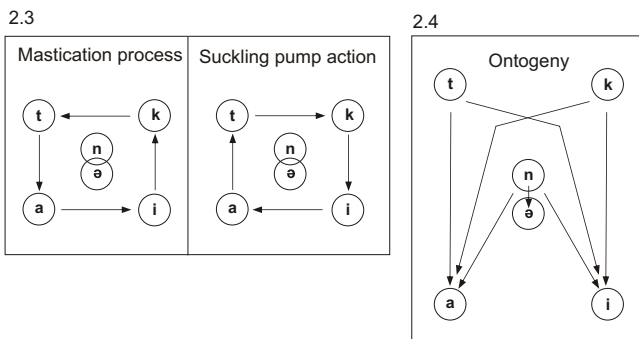 2.3
Mastication process
t
k
n
ə
a
i
Suckling pump action
t
k
n
ə
a
i
2.4
Ontogeny
t
k
n
ə
a
i